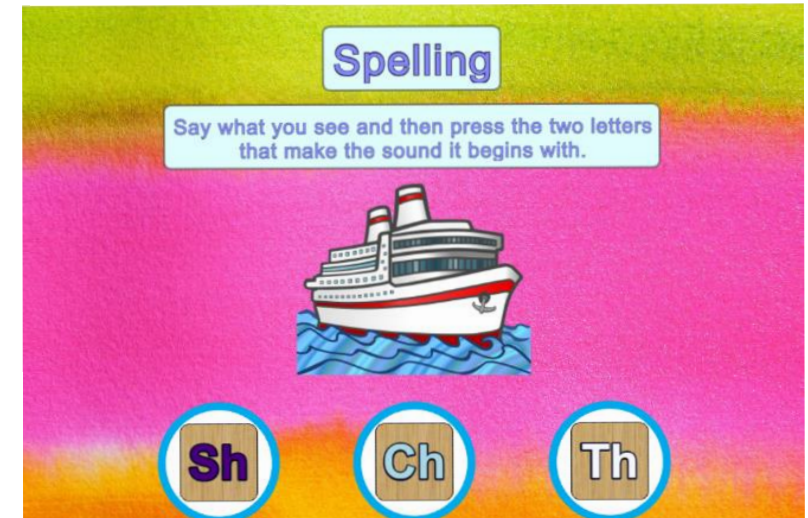 Spelling
Say what you see and then press the two letters
that make the sound it begins with.
Sh Ch Th